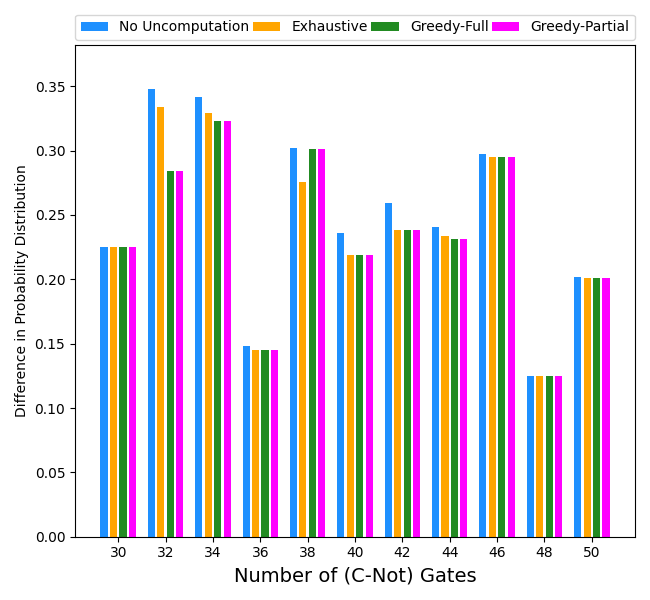 No Uncomputation Exhaustive Greedy-Full Greedy-Partial
0.35
0.30
0.25
0.20
0.15
0.10
0.05
0.00
Difference in Probability Distribution
30 32 34 36 38 40 42 44 46 48 50
Number of (C-Not) Gates